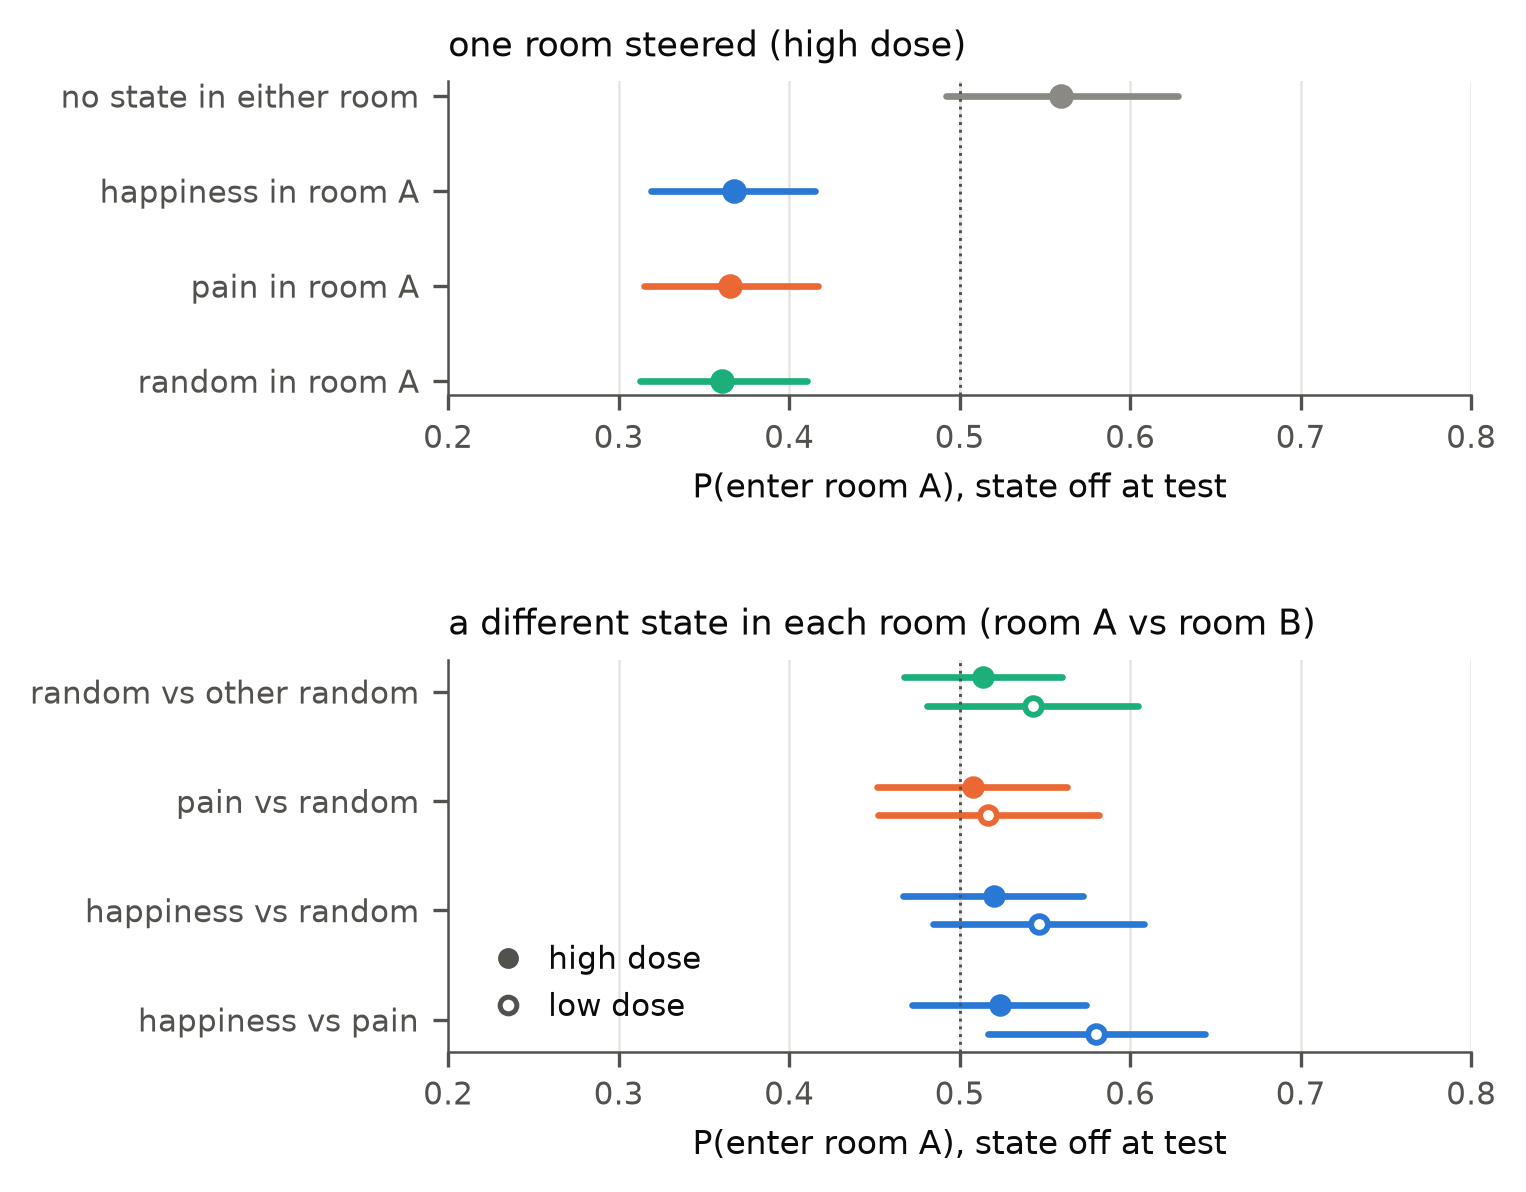 one room steered (high dose)
no state in either room
happiness in room A
pain in room A
random in room A
0.2 0.3 0.4 0.5 0.6 0.7 0.8
P(enter room A), state off at test
a different state in each room (room A vs room B)
random vs other random
pain vs random
happiness vs random
happiness vs pain
high dose
low dose
0.2 0.3 0.4 0.5 0.6 0.7 0.8
P(enter room A), state off at test